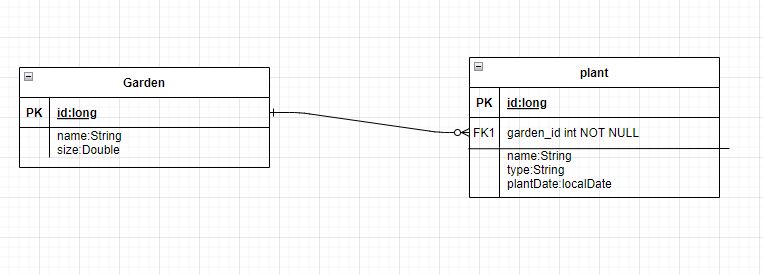 Garden
PK id:long
name:String
size:Double
plant
PK id:long
FK1 garden_id int NOT NULL
name:String
type:String
plantDate:localDate